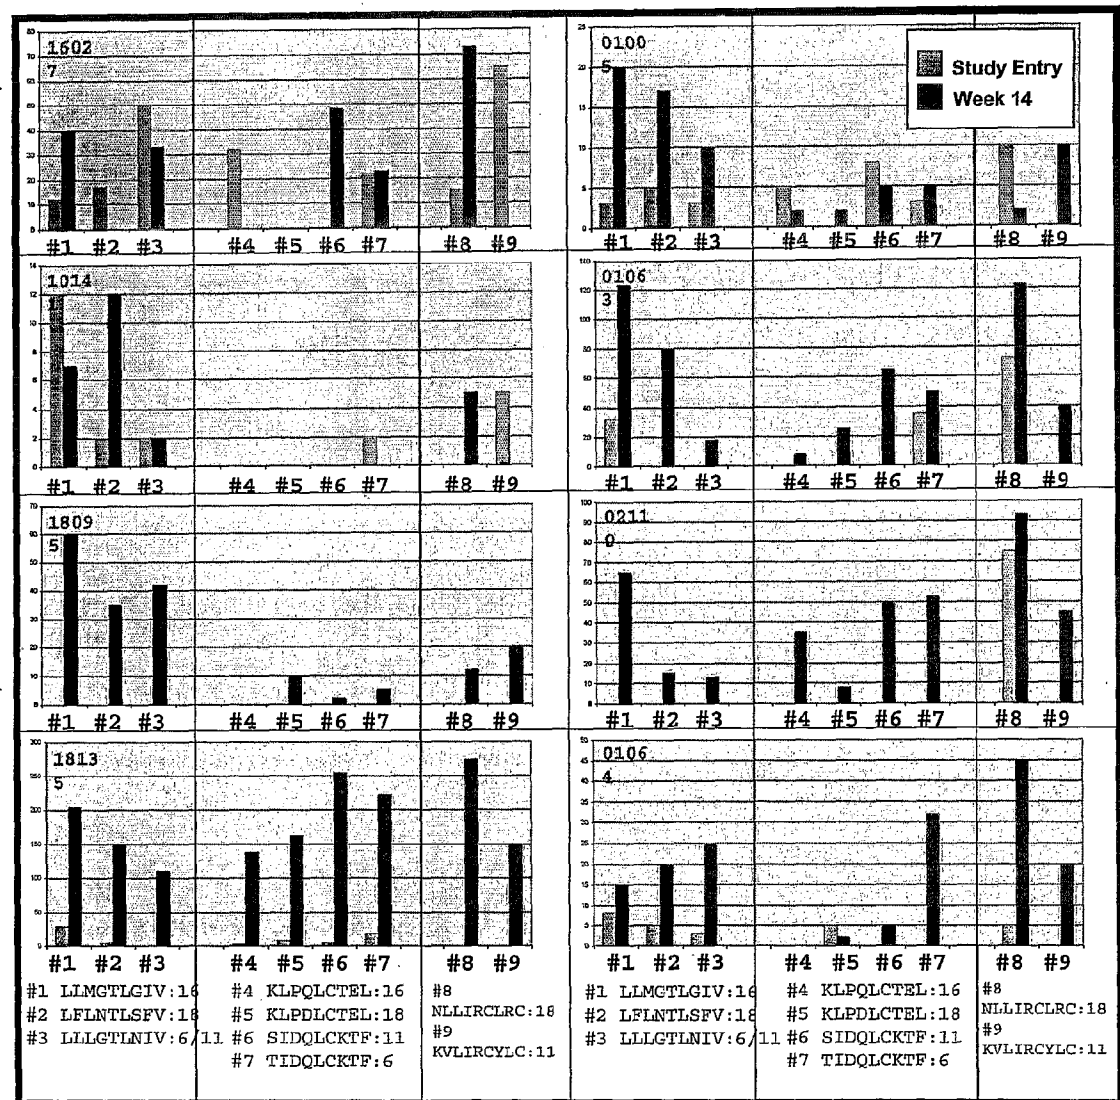 1602
7
#1 #2 #3 #4 #5 #6 #7 #8 #9
0100
5
Study Entry
Week 14
#1 #2 #3 #4 #5 #6 #7 #8 #9
1014
#1 #2 #3 #4 #5 #6 #7 #8 #9
0106
3
#1 #2 #3 #4 #5 #6 #7 #8 #9
1809
5
#1 #2 #3 #4 #5 #6 #7 #8 #9
0211
0
#1 #2 #3 #4 #5 #6 #7 #8 #9
1813
5
#1 #2 #3 #4 #5 #6 #7 #8 #9
0106
4
#1 #2 #3 #4 #5 #6 #7 #8 #9
#1 LLMGTLGIV:16
#2 LFLNTLSFV:18
#3 LLLGTLNIV:6/11
#4 KLPQLCTEL:16
#5 KLPDLCTEL:18
#6 SIDQLCKTF:11
#7 TIDQLCKTF:6
#8
NLLIRCLRC:18
#9
KVLIRCYLC:11
#1 LLMGTLGIV:16
#2 LFLNTLSFV:18
#3 LLLGTLNIV:6/11
#4 KLPQLCTEL:16
#5 KLPDLCTEL:18
#6 SIDQLCKTF:11
#7 TIDQLCKTF:6
#8
NLLIRCLRC:18
#9
KVLIRCYLC:11